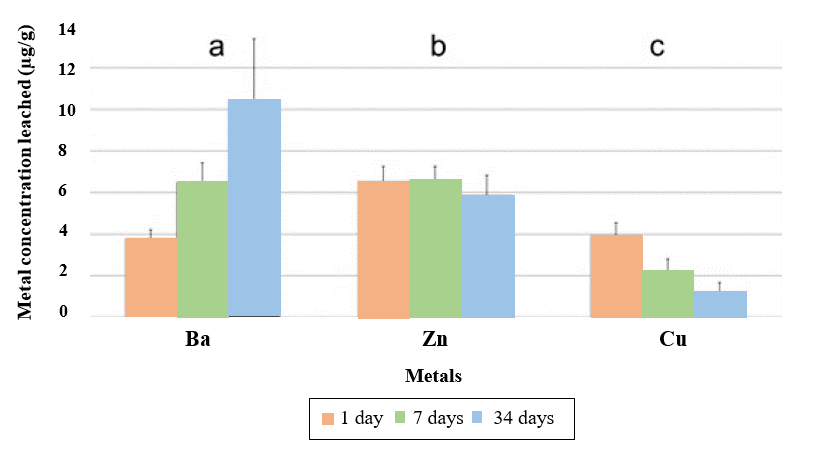 Metal concentration leached (µg/g)
14
12
10
8
6
4
2
0
a
b
c
Ba
Zn
Cu
Metals
1 day 7 days 34 days